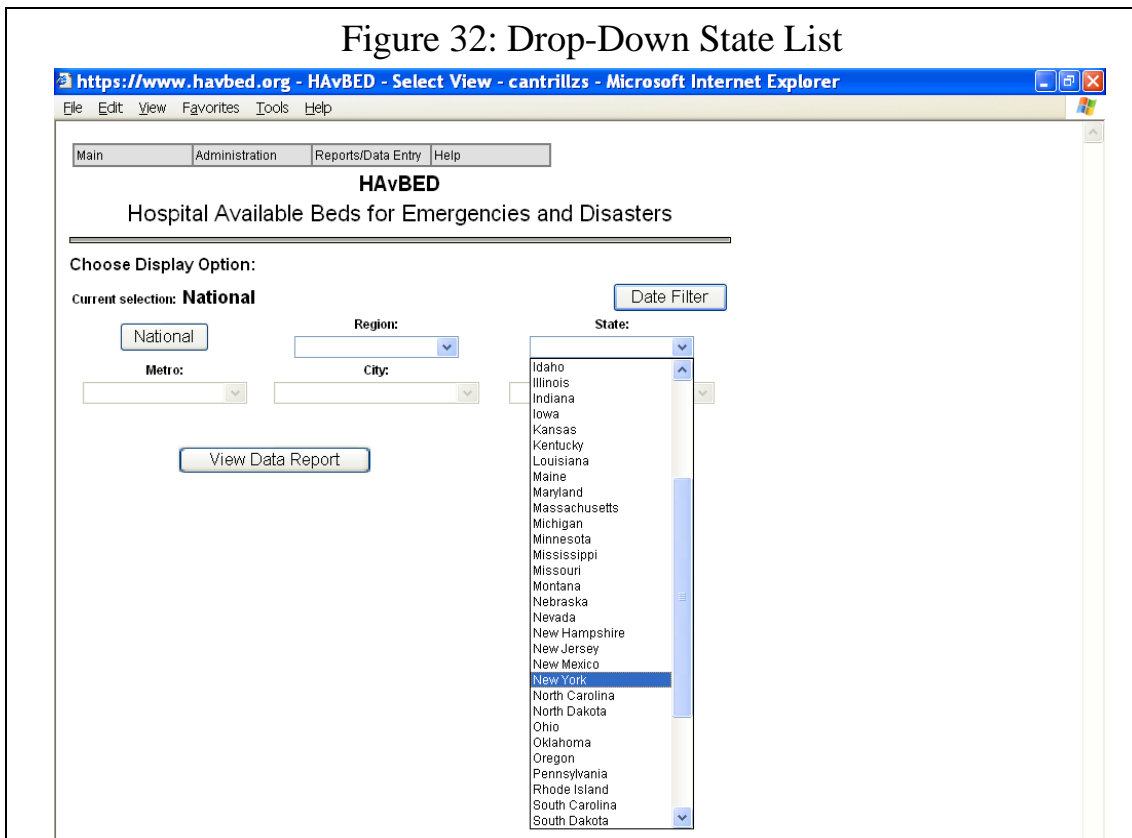 Figure 32: Drop-Down State List
https://www.havbed.org - HAvBED - Select View - cantrillzs - Microsoft Internet Explorer
File Edit View Favorites Tools Help
Main Administration Reports/Data Entry Help
HAvBED
Hospital Available Beds for Emergencies and Disasters
Choose Display Option:
Current selection: National Date Filter
National Region: State:
Metro: City:
Idaho
Illinois
Indiana
Iowa
Kansas
Kentucky
Louisiana
Maine
Maryland
Massachusetts
Michigan
Minnesota
Mississippi
Missouri
Montana
Nebraska
Nevada
New Hampshire
New Jersey
New Mexico
New York
North Carolina
North Dakota
Ohio
Oklahoma
Oregon
Pennsylvania
Rhode Island
South Carolina
South Dakota
View Data Report